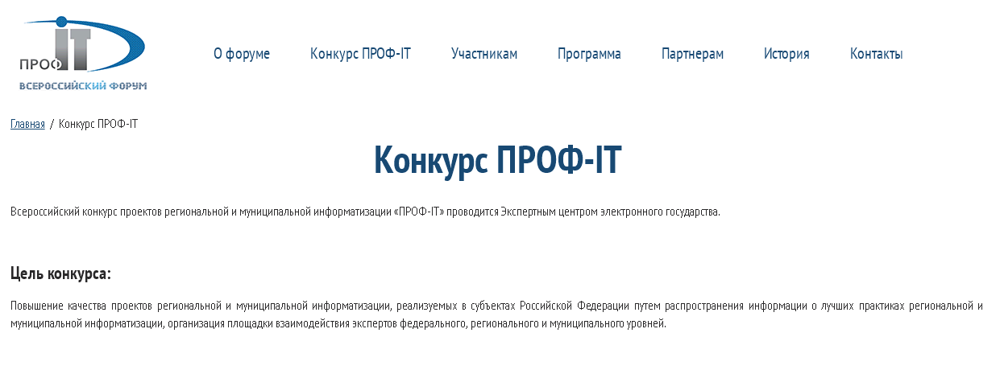 ПРОФ IT
ВСЕРОССИЙСКИЙ ФОРУМ
О форуме Конкурс ПРОФ-IT Участникам Программа Партнерам История Контакты
Главная / Конкурс ПРОФ-IT
Конкурс ПРОФ-IT
Всероссийский конкурс проектов региональной и муниципальной информатизации «ПРОФ-IT» проводится Экспертным центром электронного государства.
Цель конкурса:
Повышение качества проектов региональной и муниципальной информатизации, реализуемых в субъектах Российской Федерации путем распространения информации о лучших практиках региональной и
муниципальной информатизации, организация площадки взаимодействия экспертов федерального, регионального и муниципального уровней.